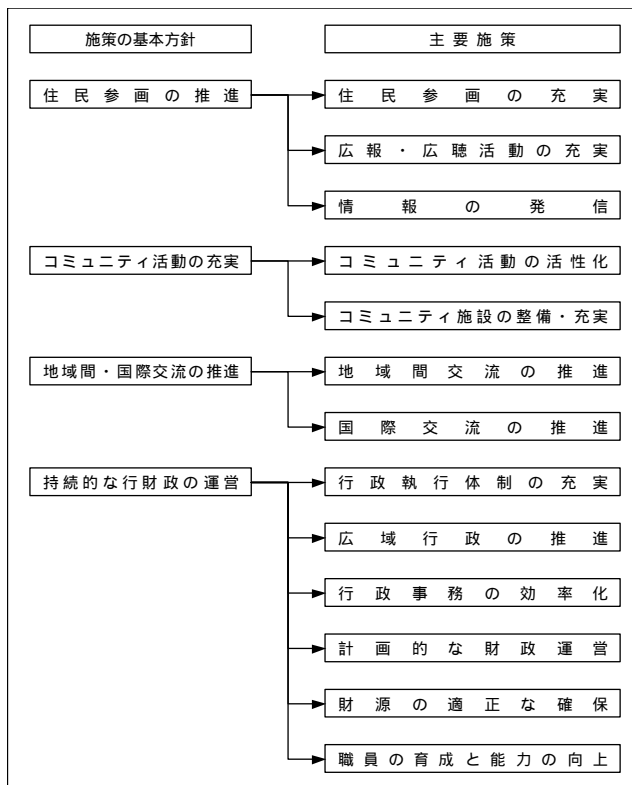 施策の基本方針
主要施策
住民参画の推進
住民参画の充実
広報・広聴活動の充実
情報の発信
コミュニティ活動の充実
コミュニティ活動の活性化
コミュニティ施設の整備・充実
地域間・国際交流の推進
地域間交流の推進
国際交流の推進
持続的な行財政の運営
行政執行体制の充実
広域行政の推進
行政事務の効率化
計画的な財政運営
財源の適正な確保
職員の育成と能力の向上